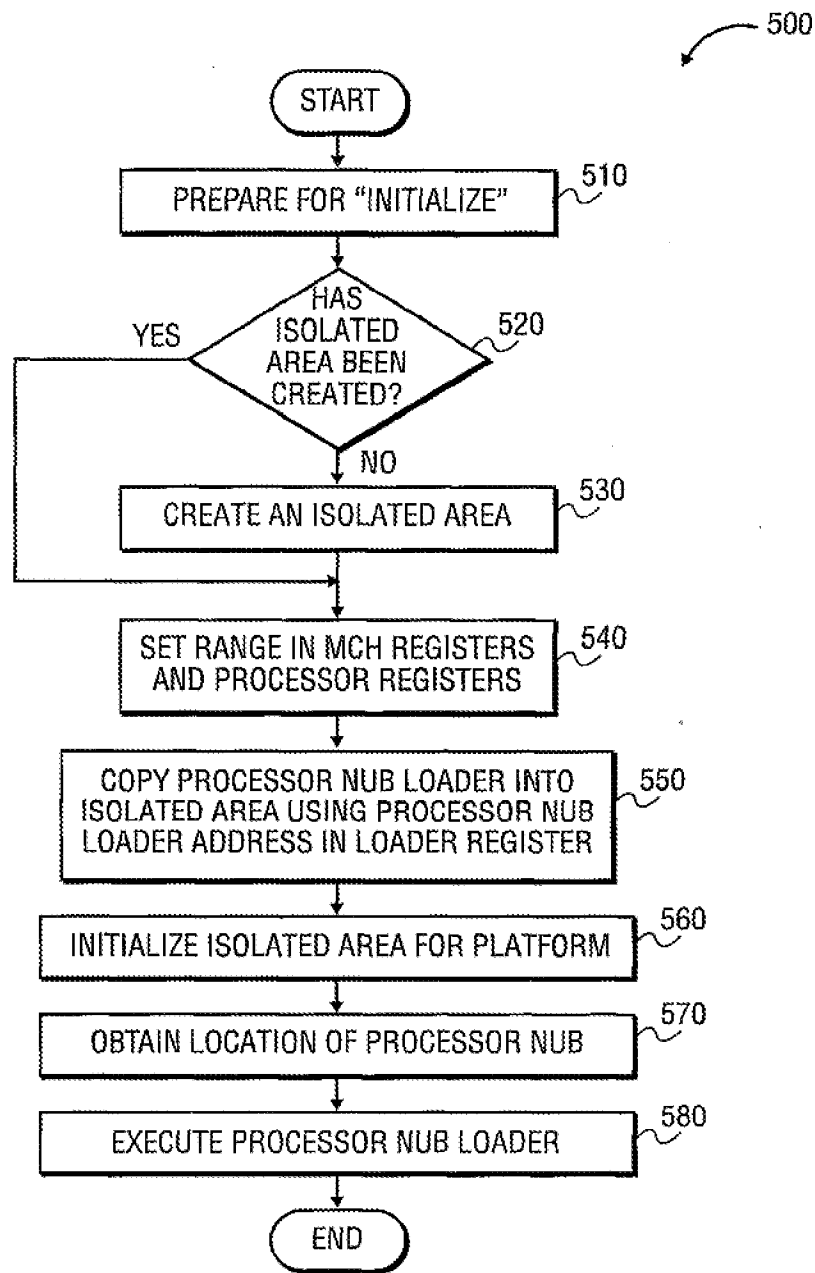 500
START
PREPARE FOR “INITIALIZE”
510
HAS
ISOLATED
AREA BEEN
CREATED?
520
YES
NO
CREATE AN ISOLATED AREA
530
SET RANGE IN MCH REGISTERS
AND PROCESSOR REGISTERS
540
COPY PROCESSOR NUB LOADER INTO
ISOLATED AREA USING PROCESSOR NUB
LOADER ADDRESS IN LOADER REGISTER
550
INITIALIZE ISOLATED AREA FOR PLATFORM
560
OBTAIN LOCATION OF PROCESSOR NUB
570
EXECUTE PROCESSOR NUB LOADER
580
END